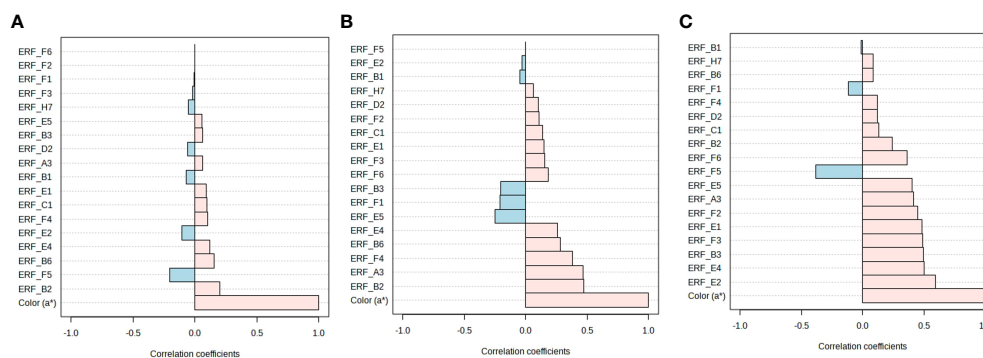 A
ERF_F6
ERF_F2
ERF_F1
ERF_F3
ERF_H7
ERF_E5
ERF_B3
ERF_D2
ERF_A3
ERF_B1
ERF_E1
ERF_C1
ERF_F4
ERF_E2
ERF_E4
ERF_B6
ERF_F5
ERF_B2
Color (a*)
-1.0 -0.5 0.0 0.5 1.0
Correlation coefficients
B
ERF_F5
ERF_E2
ERF_B1
ERF_H7
ERF_D2
ERF_F2
ERF_C1
ERF_E1
ERF_F3
ERF_F6
ERF_B3
ERF_F1
ERF_E5
ERF_E4
ERF_B6
ERF_F4
ERF_A3
ERF_B2
Color (a*)
-1.0 -0.5 0.0 0.5 1.0
Correlation coefficients
C
ERF_B1
ERF_H7
ERF_B6
ERF_F1
ERF_F4
ERF_D2
ERF_C1
ERF_B2
ERF_F6
ERF_F5
ERF_E5
ERF_A3
ERF_F2
ERF_E1
ERF_F3
ERF_B3
ERF_E4
ERF_E2
Color (a*)
-1.0 -0.5 0.0 0.5 1.0
Correlation coefficients